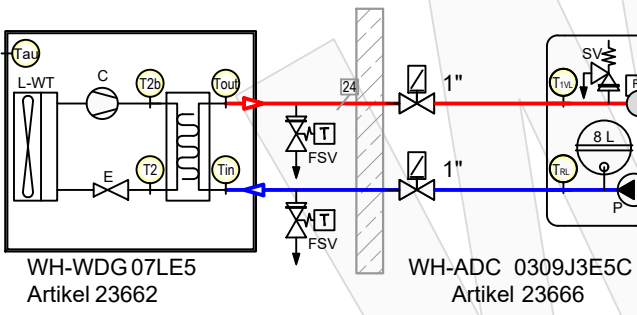 Tau
L-WT
C
T2b
Tout
E
T2
Tin
T
FSV
T
FSV
24
1"
1"
SV
T1VL
8 L
TRL
P
WH-WDG 07LE5
Artikel 23662
WH-ADC 0309J3E5C
Artikel 23666